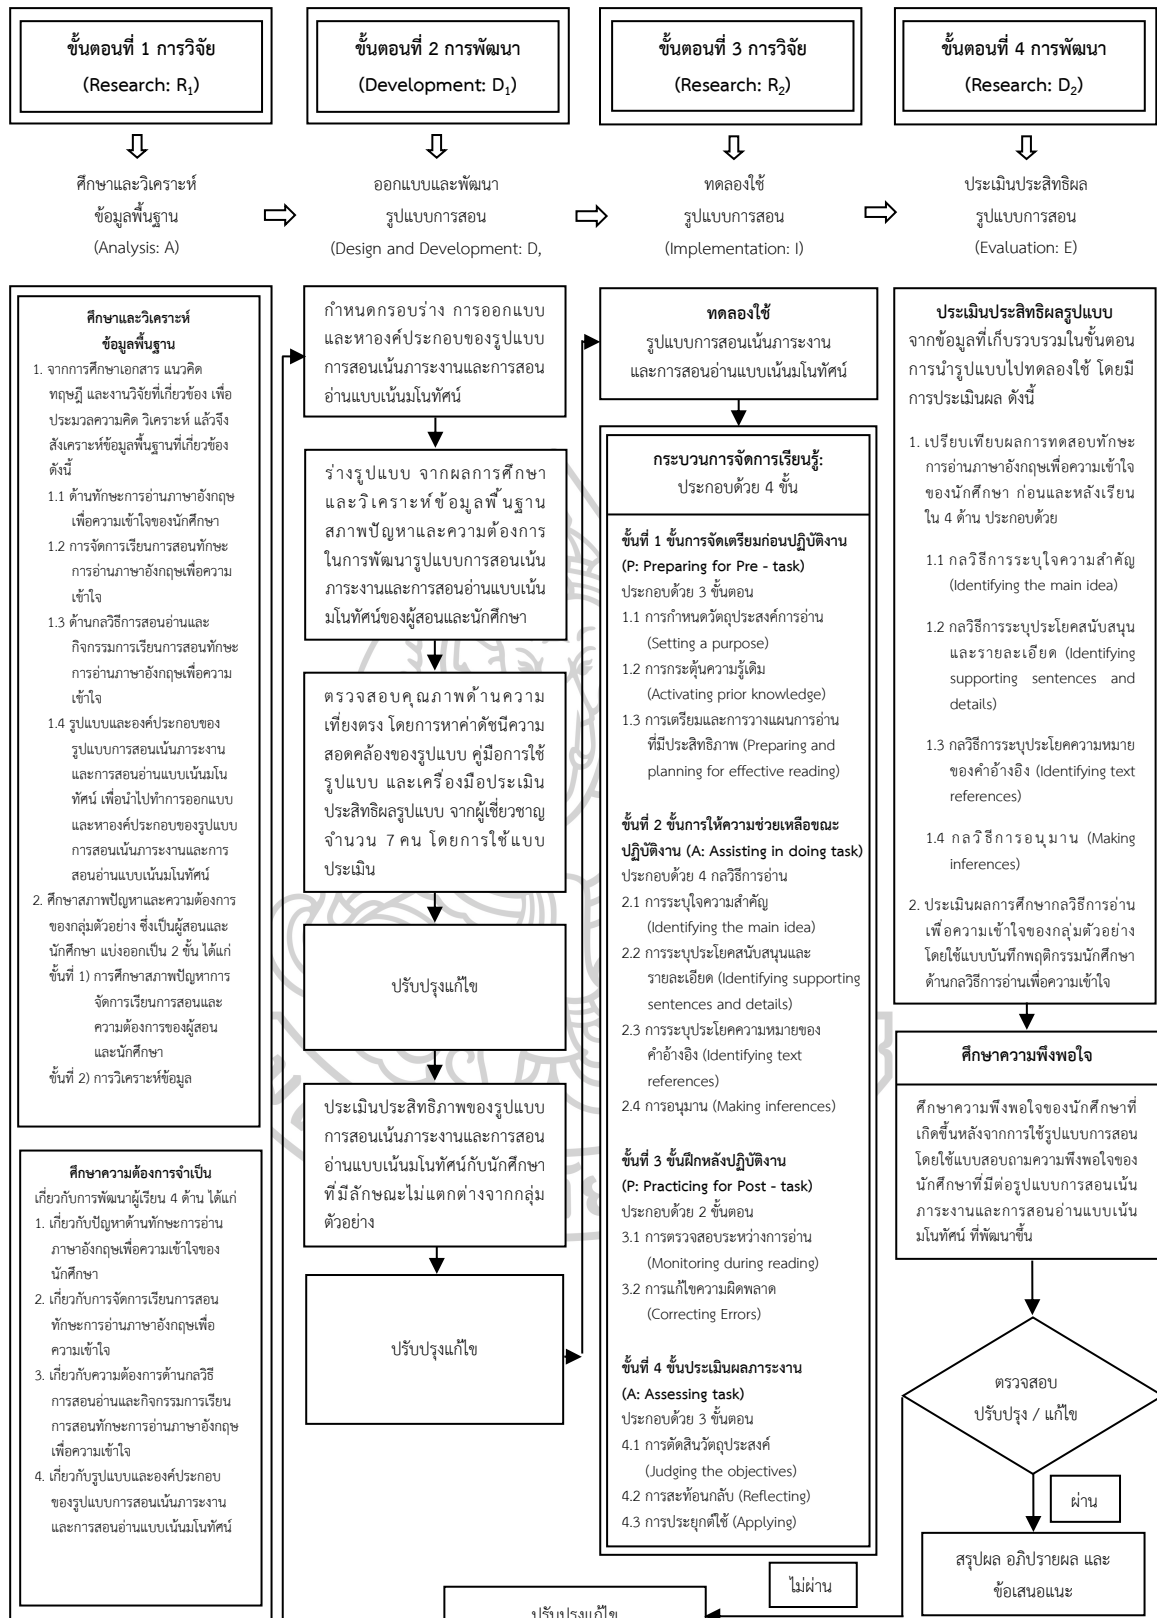 ขั้นตอนที่ 1 การวิจัย
(Research: R1)
ขั้นตอนที่ 2 การพัฒนา
(Development: D1)
ขั้นตอนที่ 3 การวิจัย
(Research: R2)
ขั้นตอนที่ 4 การพัฒนา
(Research: D2)
ศึกษาและวิเคราะห์
ข้อมูลพื้นฐาน
(Analysis: A)
ออกแบบและพัฒนา
รูปแบบการสอน
(Design and Development: D,
ทดลองใช้
รูปแบบการสอน
(Implementation: I)
ประเมินประสิทธิผล
รูปแบบการสอน
(Evaluation: E)
ศึกษาและวิเคราะห์
ข้อมูลพื้นฐาน
1. จากการศึกษาเอกสาร แนวคิด
ทฤษฎี และงานวิจัยที่เกี่ยวข้อง เพื่อ
ประมวลความคิด วิเคราะห์ แล้วจึง
สังเคราะห์ข้อมูลพื้นฐานที่เกี่ยวข้อง
ดังนี้
1.1 ด้านทักษะการอ่านภาษาอังกฤษ
เพื่อความเข้าใจของนักศึกษา
1.2 การจัดการเรียนการสอนทักษะ
การอ่านภาษาอังกฤษเพื่อความ
เข้าใจ
1.3 ด้านกลวิธีการสอนอ่านและ
กิจกรรมการเรียนการสอนทักษะ
การอ่านภาษาอังกฤษเพื่อความ
เข้าใจ
1.4 รูปแบบและองค์ประกอบของ
รูปแบบการสอนเน้นภาระงาน
และการสอนอ่านแบบเน้นมโน
ทัศน์ เพื่อนำไปทำการออกแบบ
และหาองค์ประกอบของรูปแบบ
การสอนเน้นภาระงานและการ
สอนอ่านแบบเน้นมโนทัศน์
2. ศึกษาสภาพปัญหาและความต้องการ
ของกลุ่มตัวอย่าง ซึ่งเป็นผู้สอนและ
นักศึกษา แบ่งออกเป็น 2 ขั้น ได้แก่
ขั้นที่ 1) การศึกษาสภาพปัญหาการ
จัดการเรียนการสอนและ
ความต้องการของผู้สอน
และนักศึกษา
ขั้นที่ 2) การวิเคราะห์ข้อมูล
ศึกษาความต้องการจำเป็น
เกี่ยวกับการพัฒนาผู้เรียน 4 ด้าน ได้แก่
1. เกี่ยวกับปัญหาด้านทักษะการอ่าน
ภาษาอังกฤษเพื่อความเข้าใจของ
นักศึกษา
2. เกี่ยวกับการจัดการเรียนการสอน
ทักษะการอ่านภาษาอังกฤษเพื่อ
ความเข้าใจ
3. เกี่ยวกับความต้องการด้านกลวิธี
การสอนอ่านและกิจกรรมการเรียน
การสอนทักษะการอ่านภาษาอังกฤษ
เพื่อความเข้าใจ
4. เกี่ยวกับรูปแบบและองค์ประกอบ
ของรูปแบบการสอนเน้นภาระงาน
และการสอนอ่านแบบเน้นมโนทัศน์
กำหนดกรอบร่าง การออกแบบ
และหาองค์ประกอบของรูปแบบ
การสอนเน้นภาระงานและการสอน
อ่านแบบเน้นมโนทัศน์
ร่างรูปแบบ จากผลการศึกษา
และวิเคราะห์ข้อมูลพื้นฐาน
สภาพปัญหาและความต้องการ
ในการพัฒนารูปแบบการสอนเน้น
ภาระงานและการสอนอ่านแบบเน้น
มโนทัศน์ของผู้สอนและนักศึกษา
ตรวจสอบคุณภาพด้านความ
เที่ยงตรง โดยการหาค่าดัชนีความ
สอดคล้องของรูปแบบ คู่มือการใช้
รูปแบบ และเครื่องมือประเมิน
ประสิทธิผลรูปแบบ จากผู้เชี่ยวชาญ
จำนวน 7 คน โดยการใช้แบบ
ประเมิน
ปรับปรุงแก้ไข
ประเมินประสิทธิภาพของรูปแบบ
การสอนเน้นภาระงานและการสอน
อ่านแบบเน้นมโนทัศน์กับนักศึกษา
ที่มีลักษณะไม่แตกต่างจากกลุ่ม
ตัวอย่าง
ปรับปรุงแก้ไข
ทดลองใช้
รูปแบบการสอนเน้นภาระงาน
และการสอนอ่านแบบเน้นมโนทัศน์
กระบวนการจัดการเรียนรู้:
ประกอบด้วย 4 ขั้น
ขั้นที่ 1 ขั้นการจัดเตรียมก่อนปฏิบัติงาน
(P: Preparing for Pre - task)
ประกอบด้วย 3 ขั้นตอน
1.1 การกำหนดวัตถุประสงค์การอ่าน
(Setting a purpose)
1.2 การกระตุ้นความรู้เดิม
(Activating prior knowledge)
1.3 การเตรียมและการวางแผนการอ่าน
ที่มีประสิทธิภาพ (Preparing and
planning for effective reading)
ขั้นที่ 2 ขั้นการให้ความช่วยเหลือขณะ
ปฏิบัติงาน (A: Assisting in doing task)
ประกอบด้วย 4 กลวิธีการอ่าน
2.1 การระบุใจความสำคัญ
(Identifying the main idea)
2.2 การระบุประโยคสนับสนุนและ
รายละเอียด (Identifying supporting
sentences and details)
2.3 การระบุประโยคความหมายของ
คำอ้างอิง (Identifying text
references)
2.4 การอนุมาน (Making inferences)
ขั้นที่ 3 ขั้นฝึกหลังปฏิบัติงาน
(P: Practicing for Post - task)
ประกอบด้วย 2 ขั้นตอน
3.1 การตรวจสอบระหว่างการอ่าน
(Monitoring during reading)
3.2 การแก้ไขความผิดพลาด
(Correcting Errors)
ขั้นที่ 4 ขั้นประเมินผลภาระงาน
(A: Assessing task)
ประกอบด้วย 3 ขั้นตอน
4.1 การตัดสินวัตถุประสงค์
(Judging the objectives)
4.2 การสะท้อนกลับ (Reflecting)
4.3 การประยุกต์ใช้ (Applying)
ประเมินประสิทธิผลรูปแบบ
จากข้อมูลที่เก็บรวบรวมในขั้นตอน
การนำรูปแบบไปทดลองใช้ โดยมี
การประเมินผล ดังนี้
1. เปรียบเทียบผลการทดสอบทักษะ
การอ่านภาษาอังกฤษเพื่อความเข้าใจ
ของนักศึกษา ก่อนและหลังเรียน
ใน 4 ด้าน ประกอบด้วย
1.1 กลวิธีการระบุใจความสำคัญ
(Identifying the main idea)
1.2 กลวิธีการระบุประโยคสนับสนุน
และรายละเอียด (Identifying
supporting sentences and
details)
1.3 กลวิธีการระบุประโยคความหมาย
ของคำอ้างอิง (Identifying text
references)
1.4 กลวิธีการอนุมาน (Making
inferences)
2. ประเมินผลการศึกษากลวิธีการอ่าน
เพื่อความเข้าใจของกลุ่มตัวอย่าง
โดยใช้แบบบันทึกพฤติกรรมนักศึกษา
ด้านกลวิธีการอ่านเพื่อความเข้าใจ
ศึกษาความพึงพอใจ
ศึกษาความพึงพอใจของนักศึกษาที่
เกิดขึ้นหลังจากการใช้รูปแบบการสอน
โดยใช้แบบสอบถามความพึงพอใจของ
นักศึกษาที่มีต่อรูปแบบการสอนเน้น
ภาระงานและการสอนอ่านแบบเน้น
มโนทัศน์ ที่พัฒนาขึ้น
ตรวจสอบ
ปรับปรุง / แก้ไข
ผ่าน
สรุปผล อภิปรายผล และ
ข้อเสนอแนะ
ไม่ผ่าน
ปรับปรุงแก้ไข